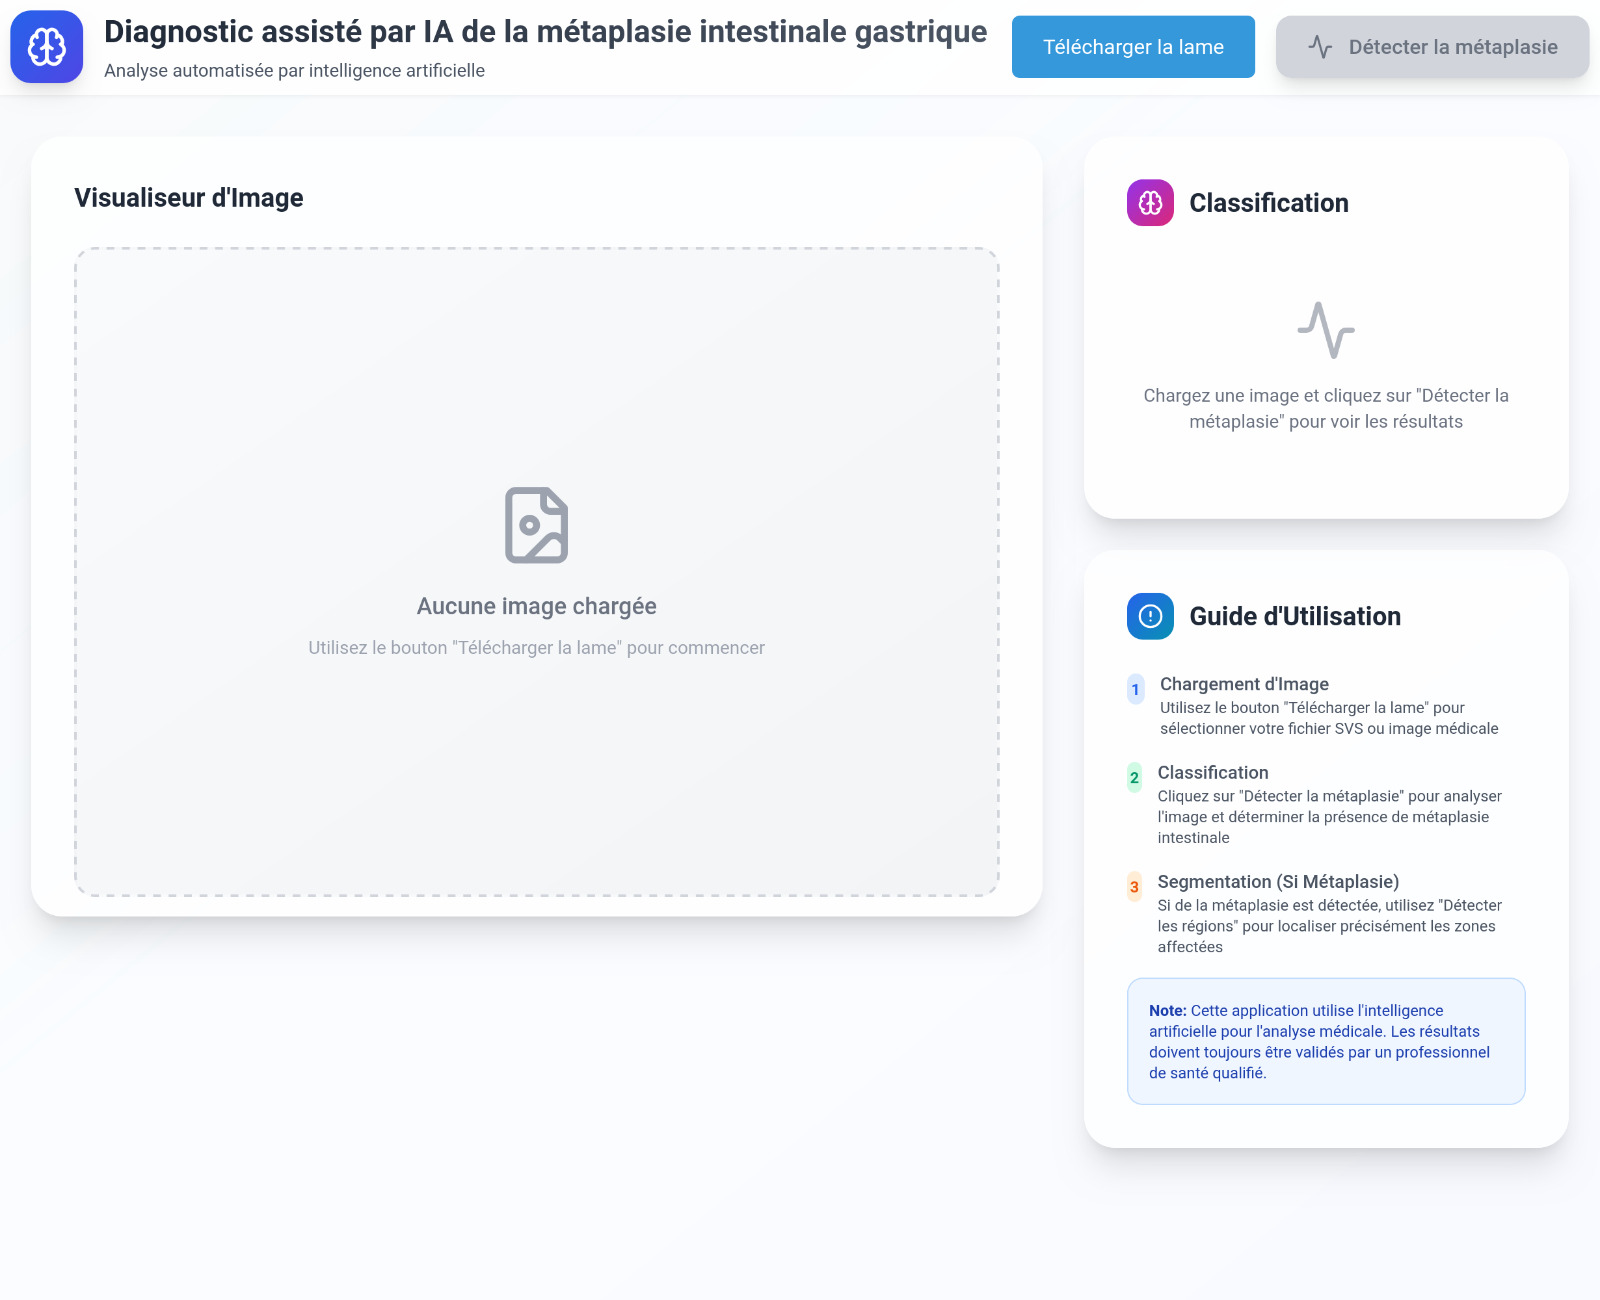 Diagnostic assisté par IA de la métaplasie intestinale gastrique
Analyse automatisée par intelligence artificielle
Télécharger la lame
Détecter la métaplasie
Visualiseur d'Image
Aucune image chargée
Utilisez le bouton "Télécharger la lame" pour commencer
Classification
Chargez une image et cliquez sur "Détecter la
métaplasie" pour voir les résultats
Guide d'Utilisation
1
Chargement d'Image
Utilisez le bouton "Télécharger la lame" pour
sélectionner votre fichier SVS ou image médicale
2
Classification
Cliquez sur "Détecter la métaplasie" pour analyser
l'image et déterminer la présence de métaplasie
intestinale
3
Segmentation (Si Métaplasie)
Si de la métaplasie est détectée, utilisez "Détecter
les régions" pour localiser précisément les zones
affectées
Note: Cette application utilise l'intelligence
artificielle pour l'analyse médicale. Les résultats
doivent toujours être validés par un professionnel
de santé qualifié.